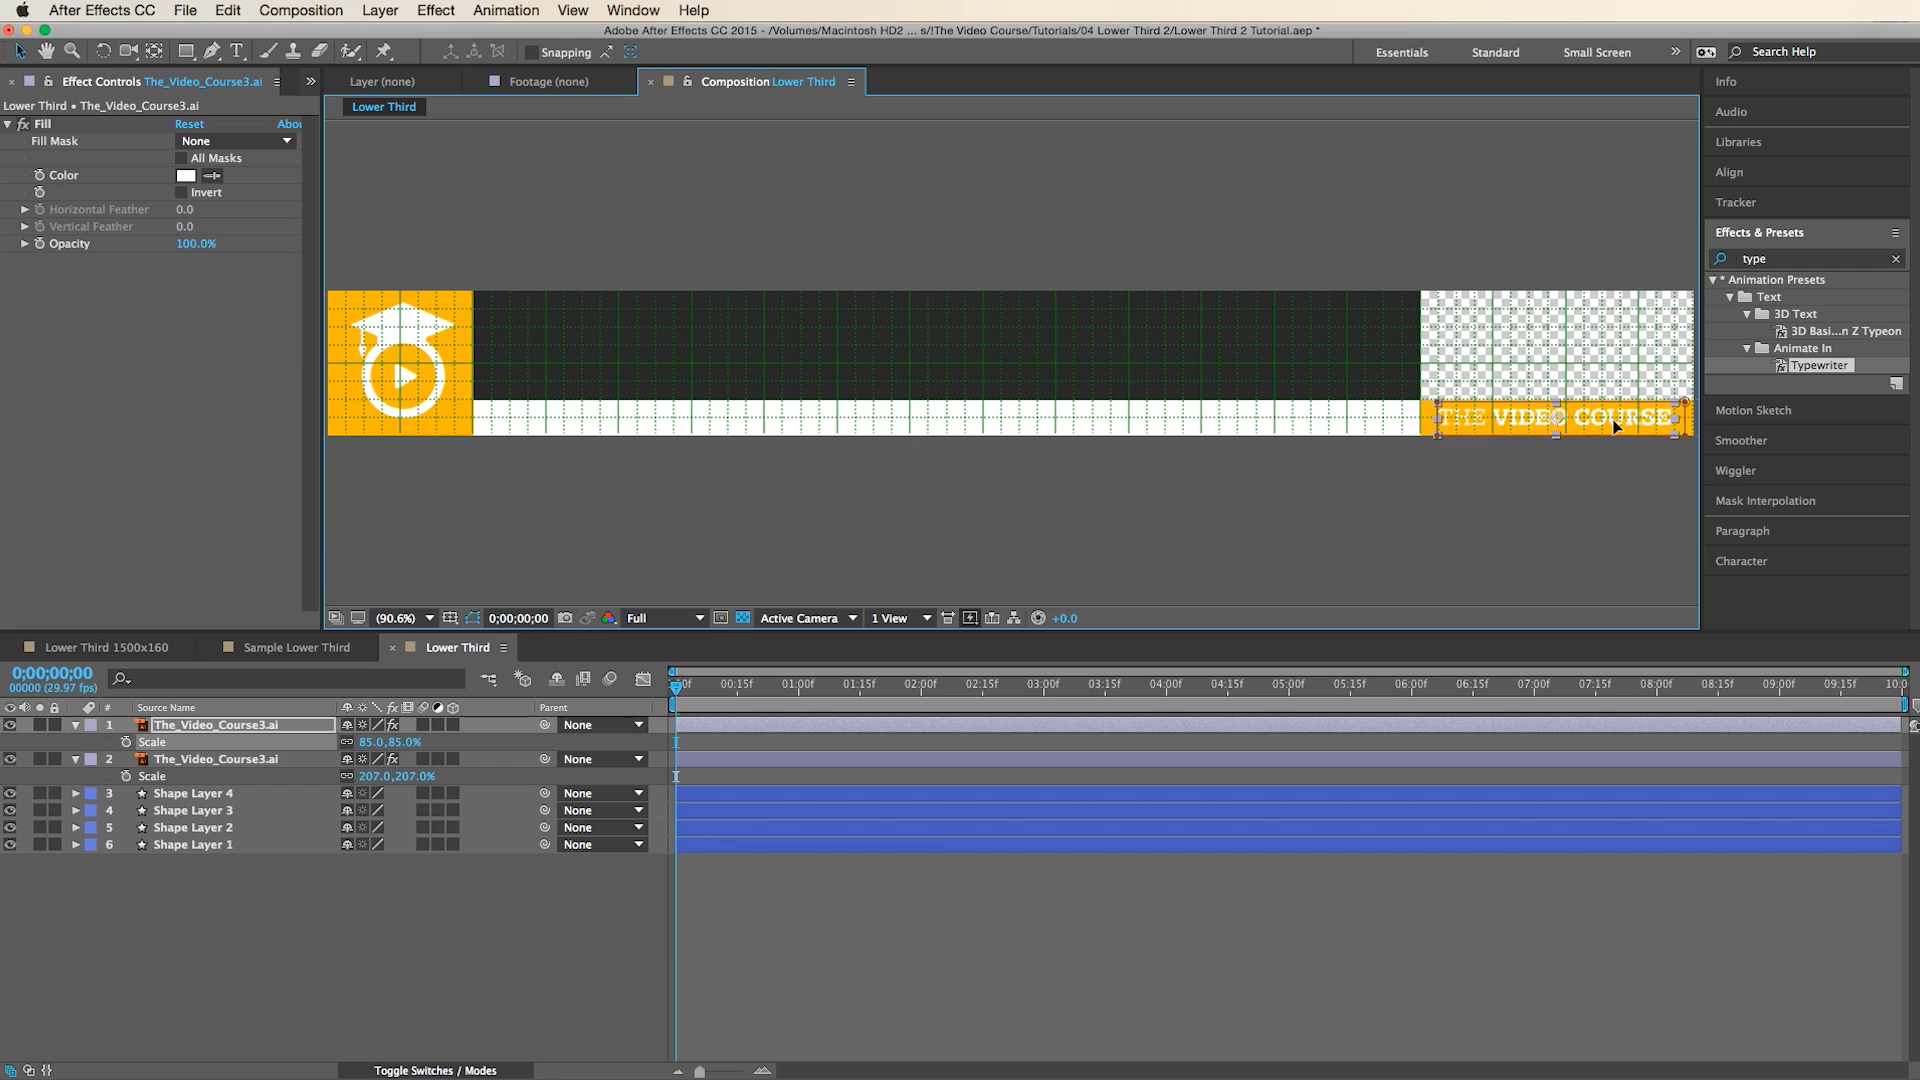 After Effects CC File Edit Composition Layer Effect Animation View Window Help
Adobe After Effects CC 2015 - /Volumes/Macintosh HD2 ... s/!The Video Course/Tutorials/04 Lower Third 2/Lower Third 2 Tutorial.aep *
Snapping Essentials Standard Small Screen » Search Help
× Effect Controls The_Video_Course3.ai » Layer (none) Footage (none) × Composition Lower Third
Lower Third • The_Video_Course3.ai
Lower Third
fx Fill Reset Abou
Fill Mask None
All Masks
Color
Invert
Horizontal Feather 0.0
Vertical Feather 0.0
Opacity 100.0%
THE VIDEO COURSE
(90.6%) 0;00;00;00 Full Active Camera 1 View +0.0
Info
Audio
Libraries
Align
Tracker
Effects & Presets
type
* Animation Presets
Text
3D Text
3D Basi...n Z Typeon
Animate In
Typewriter
Motion Sketch
Smoother
Wiggler
Mask Interpolation
Paragraph
Character
Lower Third 1500x160 Sample Lower Third × Lower Third
0;00;00;00
00000 (29.97 fps)
00:15f 01:00f 01:15f 02:00f 02:15f 03:00f 03:15f 04:00f 04:15f 05:00f 05:15f 06:00f 06:15f 07:00f 07:15f 08:00f 08:15f 09:00f 09:15f 10:0
# Source Name fx Parent
1 The_Video_Course3.ai fx None
Scale 85.0,85.0%
2 The_Video_Course3.ai fx None
Scale 207.0,207.0%
3 Shape Layer 4 None
4 Shape Layer 3 None
5 Shape Layer 2 None
6 Shape Layer 1 None
Toggle Switches / Modes